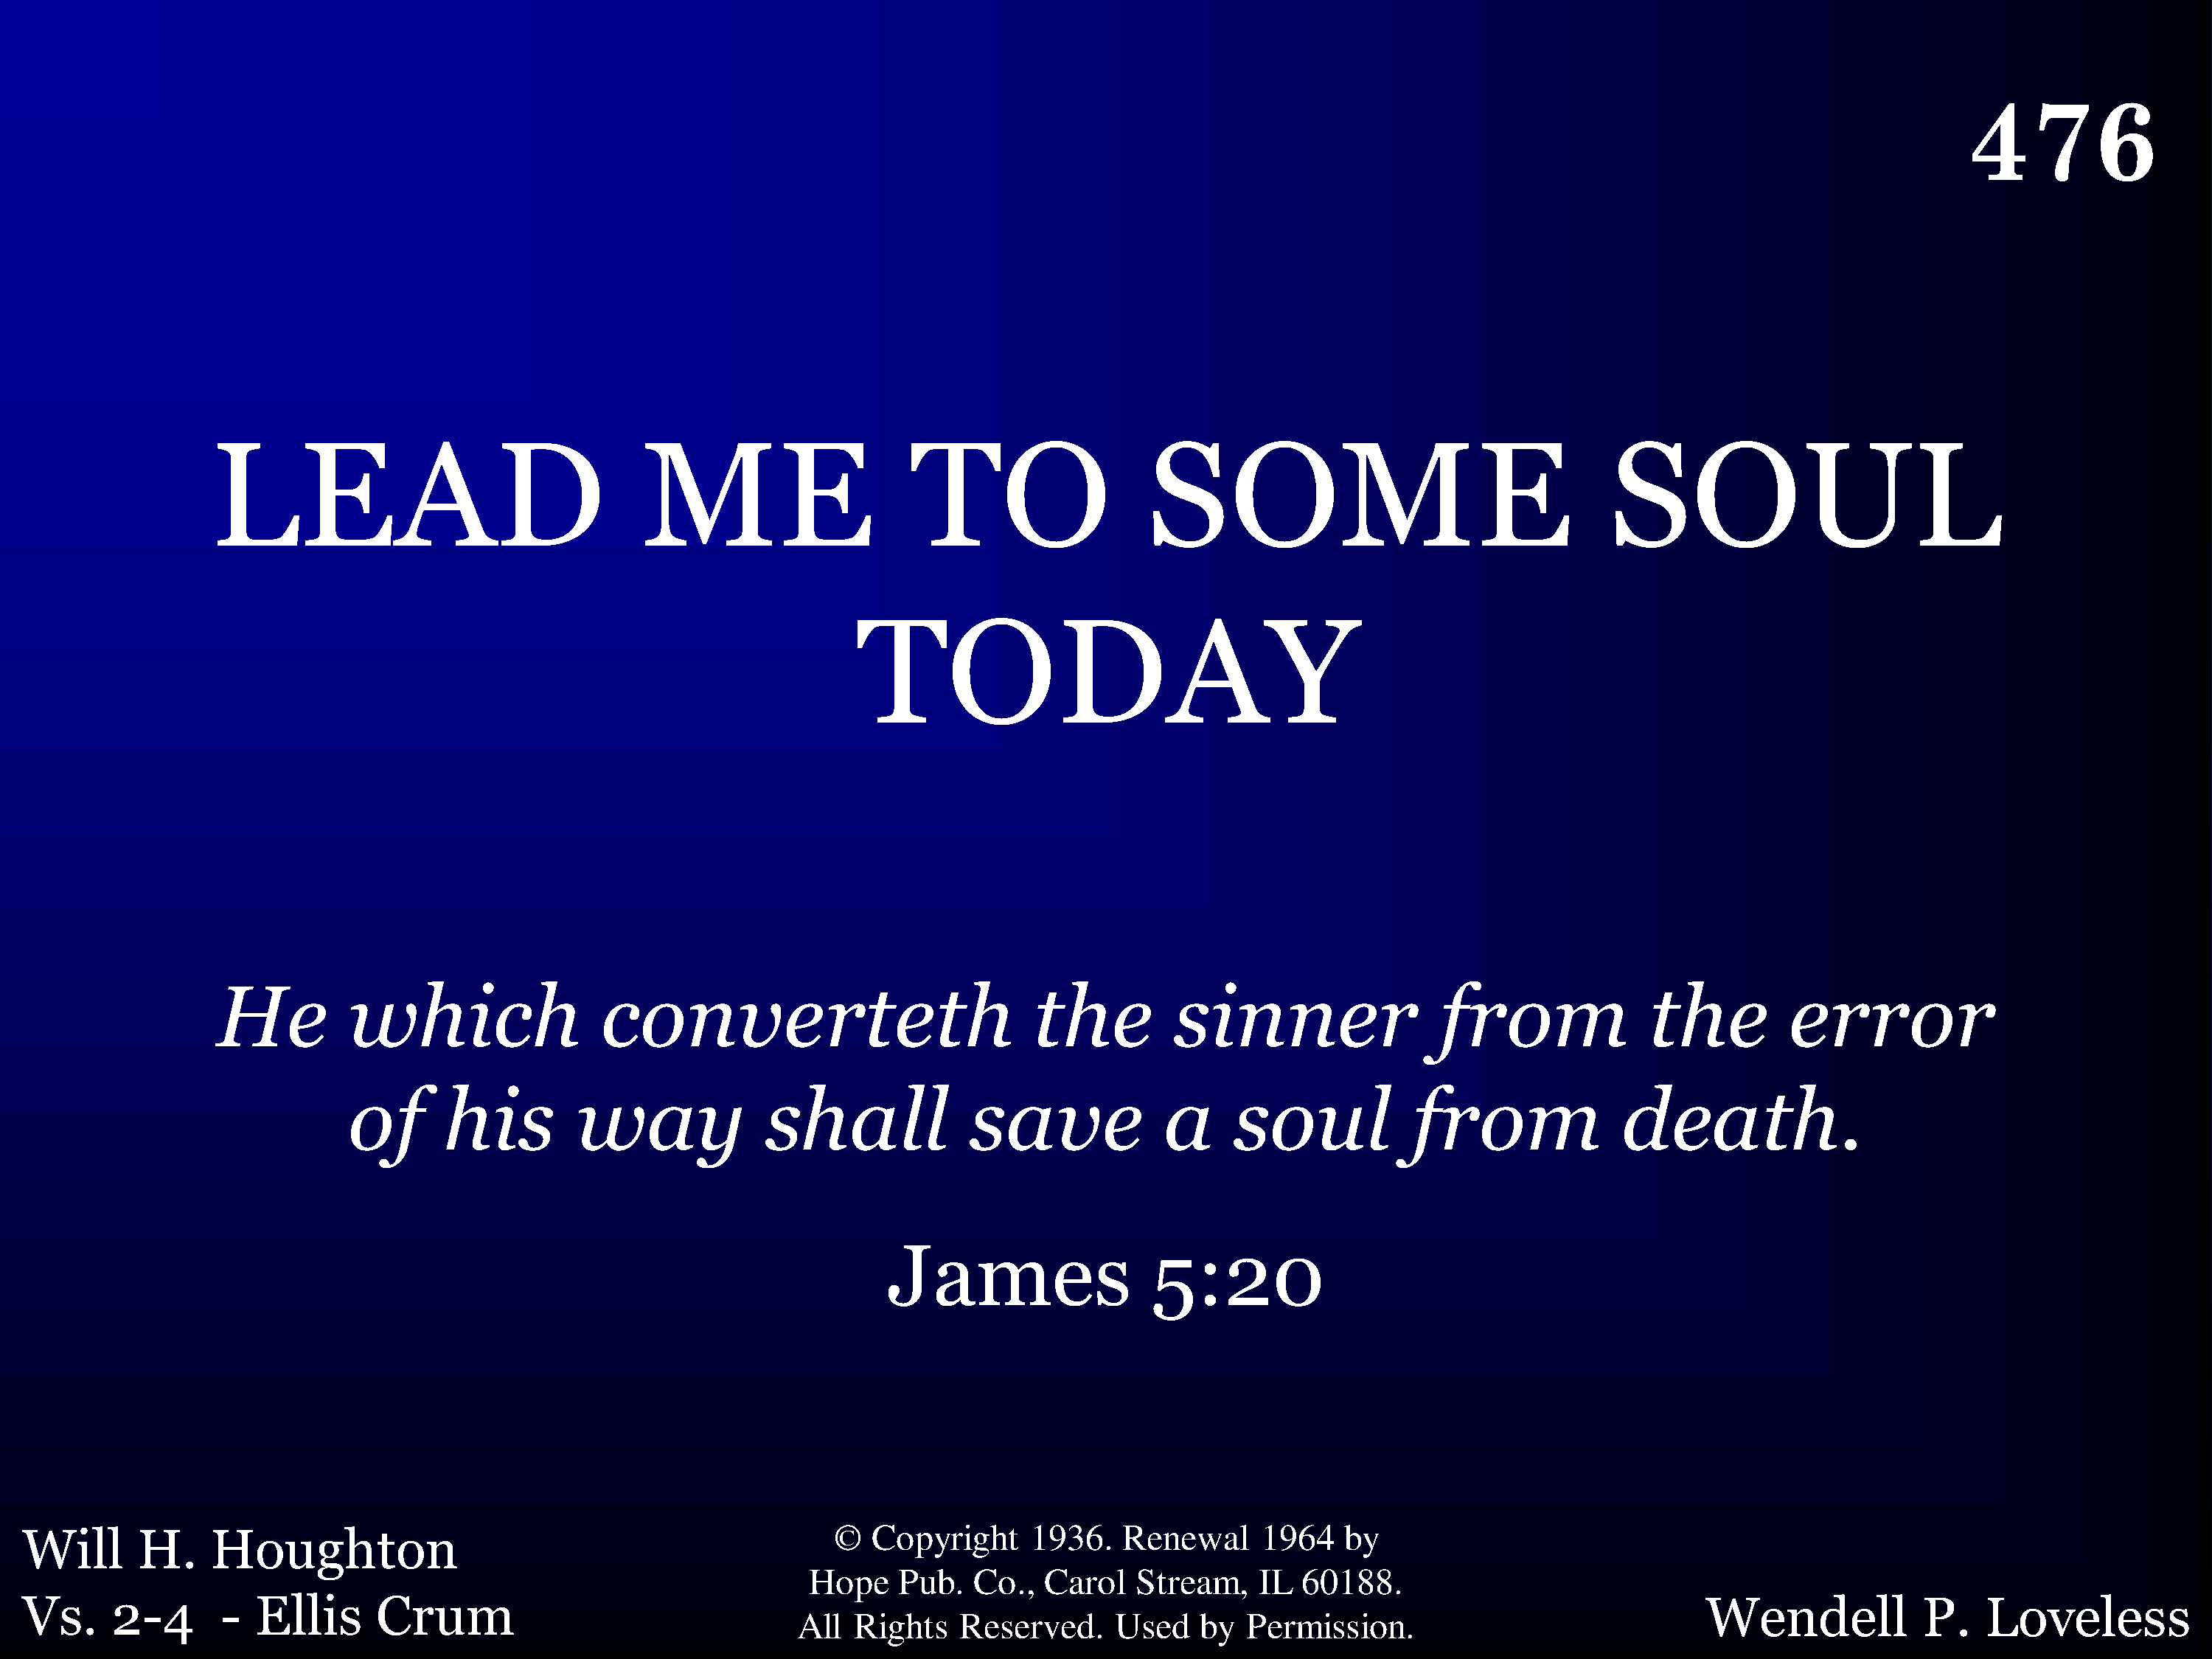 476
LEAD ME TO SOME SOUL
TODAY
He which converteth the sinner from the error
of his way shall save a soul from death.
James 5:20
Will H. Houghton
Vs. 2-4 - Ellis Crum
© Copyright 1936. Renewal 1964 by
Hope Pub. Co., Carol Stream, IL 60188.
All Rights Reserved. Used by Permission.
Wendell P. Loveless